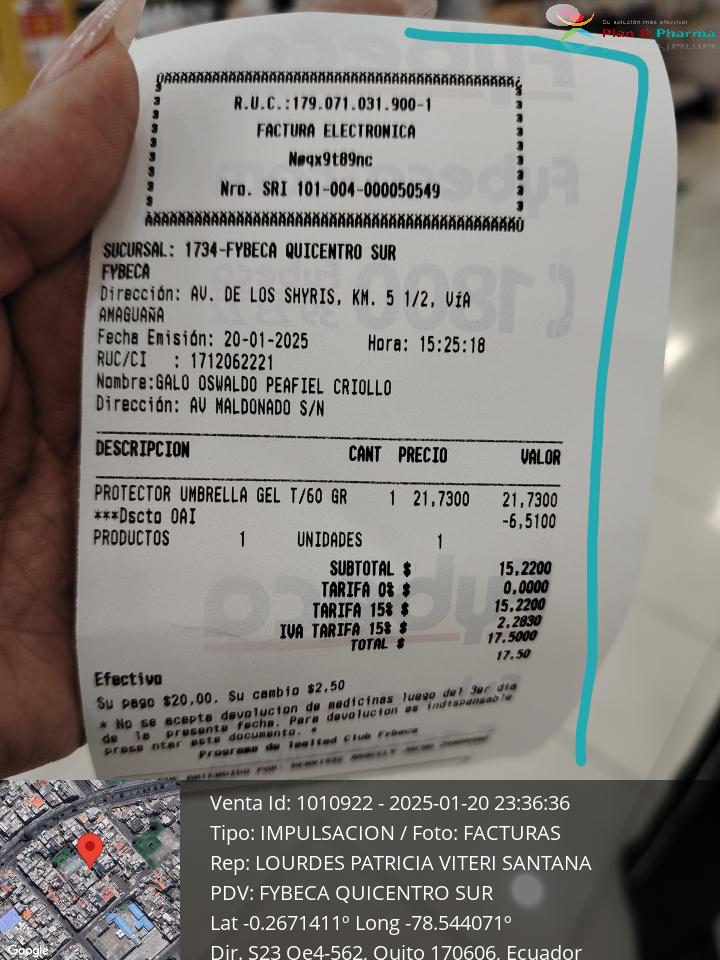 Su solución más efectiva!
Plan B Pharma
R.U.C.:179.071.031.900-1
FACTURA ELECTRONICA
Nøqx9t89nc
Nro. SRI 101-004-000050549
SUCURSAL: 1734-FYBECA QUICENTRO SUR
FYBECA
Dirección: AV. DE LOS SHYRIS, KM. 5 1/2, VíA
AMAGUAÑA
Fecha Emisión: 20-01-2025 Hora: 15:25:18
RUC/CI : 1712062221
Nombre:GALO OSWALDO PEAFIEL CRIOLLO
Dirección: AV MALDONADO S/N
DESCRIPCION CANT PRECIO VALOR
PROTECTOR UMBRELLA GEL T/60 GR 1 21,7300 21,7300
***Dscto OAI -6,5100
PRODUCTOS 1 UNIDADES 1
SUBTOTAL $ 15,2200
TARIFA 0% $ 0,0000
TARIFA 15% $ 15,2200
IVA TARIFA 15% $ 2,2830
TOTAL $ 17.5000
17.50
Efectivo
Su pago $20,00. Su cambio $2,50
* No se acepta devolucion de medicinas luego del 3er dia
de la presente fecha. Para devolucion es indispensable
prese ntar este documento. *
Programa de lealtad Club Fybeca
Venta Id: 1010922 - 2025-01-20 23:36:36
Tipo: IMPULSACION / Foto: FACTURAS
Rep: LOURDES PATRICIA VITERI SANTANA
PDV: FYBECA QUICENTRO SUR
Lat -0.2671411º Long -78.544071º
Dir. S23 Oe4-562, Quito 170606, Ecuador
Google